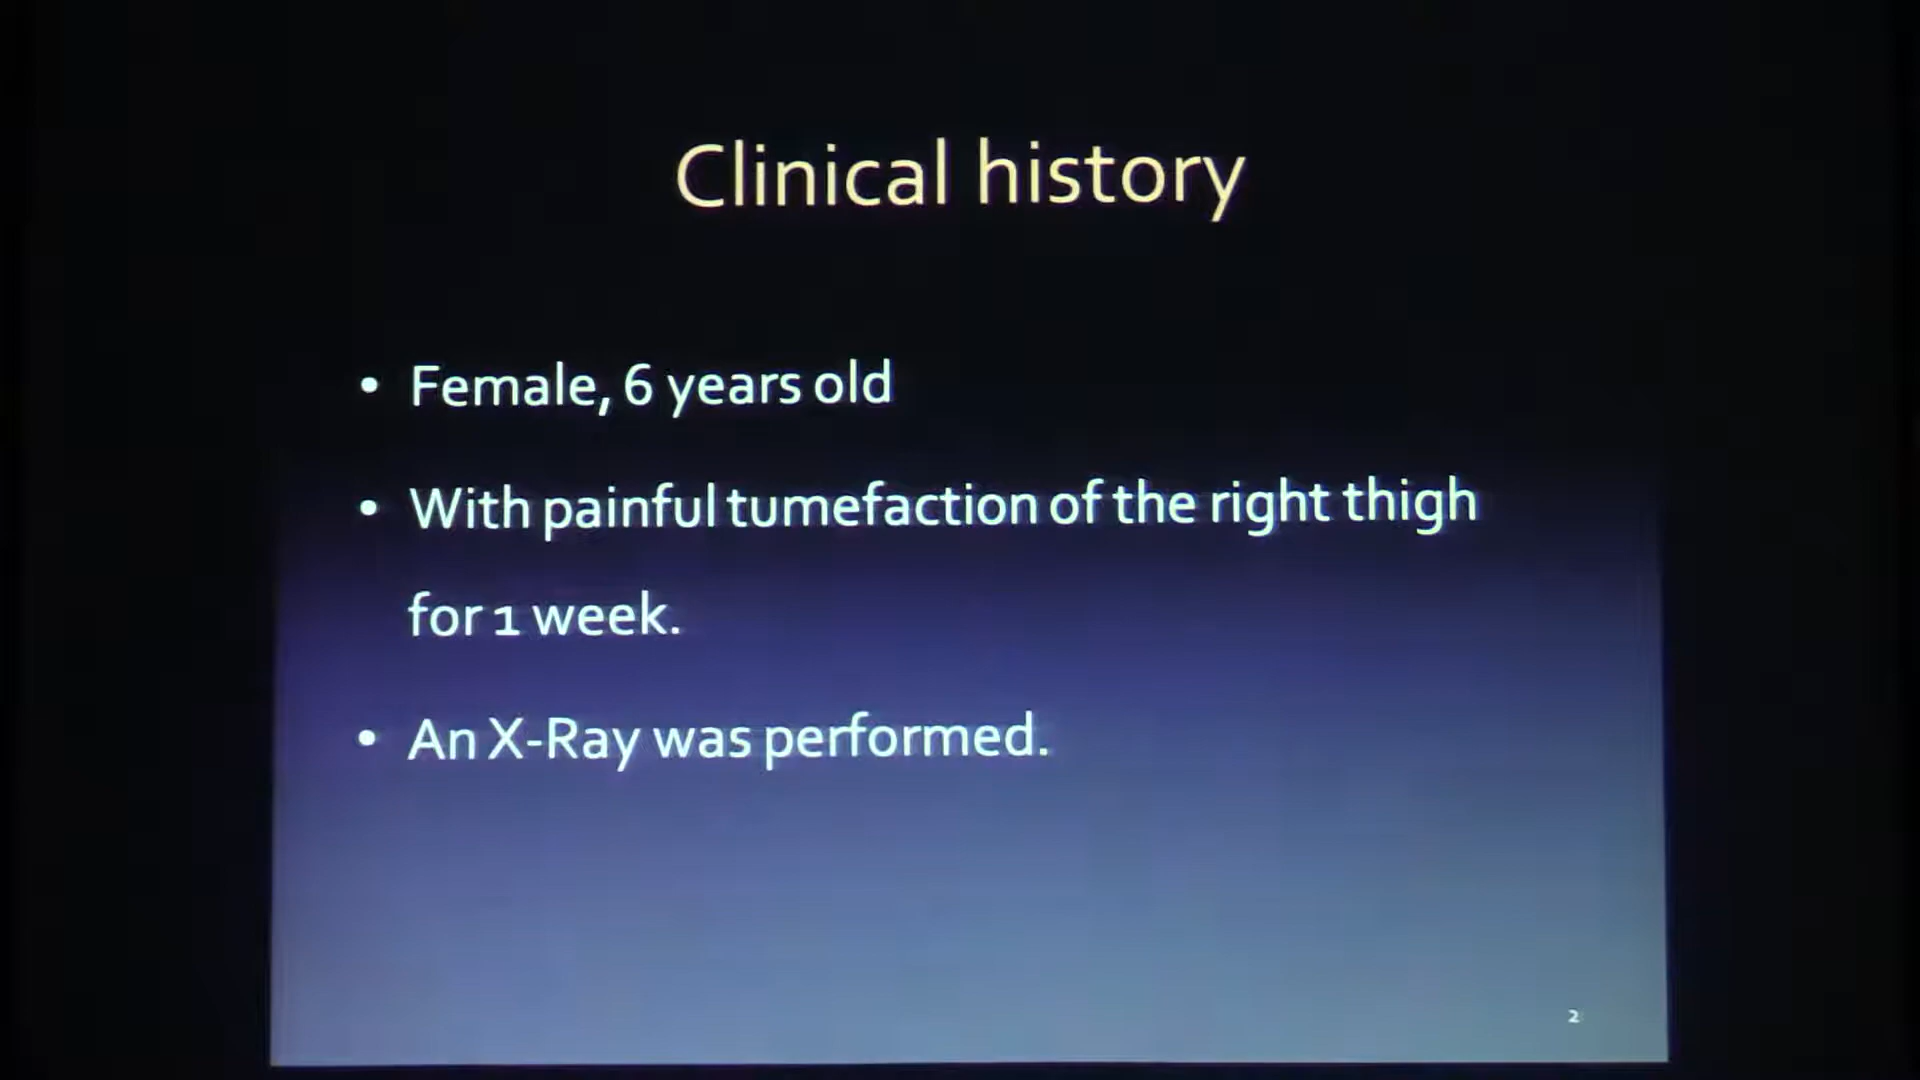 Clinical history
• Female, 6 years old
• With painful tumefaction of the right thigh
for 1 week.
• An X-Ray was performed.
2